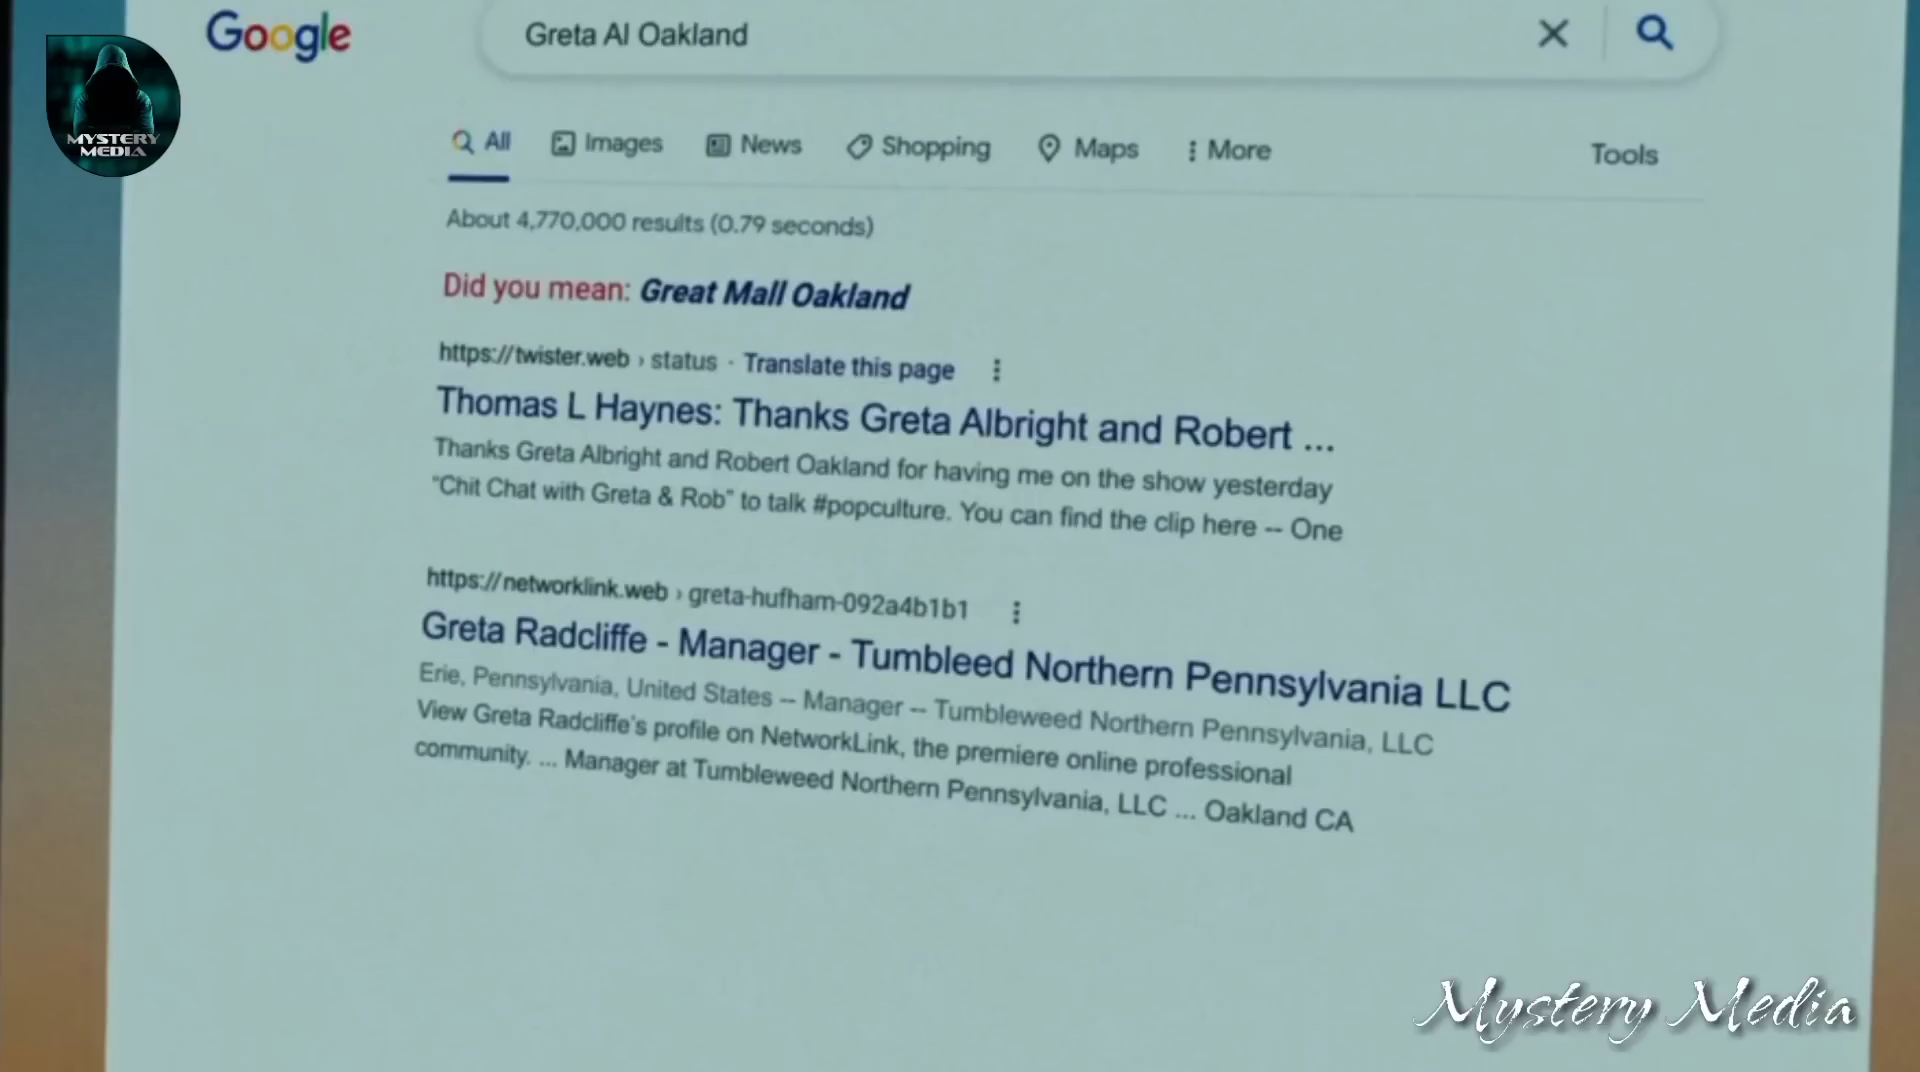 Google
Greta Al Oakland
MYSTERY
MEDIA
All Images News Shopping Maps More Tools
About 4,770,000 results (0.79 seconds)
Did you mean: Great Mall Oakland
https://twister.web › status · Translate this page
Thomas L Haynes: Thanks Greta Albright and Robert ...
Thanks Greta Albright and Robert Oakland for having me on the show yesterday
"Chit Chat with Greta & Rob" to talk #popculture. You can find the clip here -- One
https://networklink.web › greta-hufham-092a4b1b1
Greta Radcliffe - Manager - Tumbleed Northern Pennsylvania LLC
Erie, Pennsylvania, United States -- Manager -- Tumbleweed Northern Pennsylvania, LLC
View Greta Radcliffe's profile on NetworkLink, the premiere online professional
community. ... Manager at Tumbleweed Northern Pennsylvania, LLC ... Oakland CA
Mystery Media